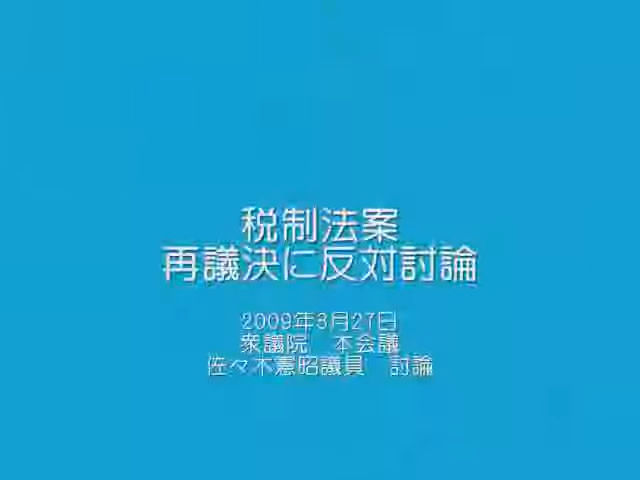 税制法案
再議決に反対討論
2009年3月27日
衆議院　本会議
佐々木憲昭議員　討論